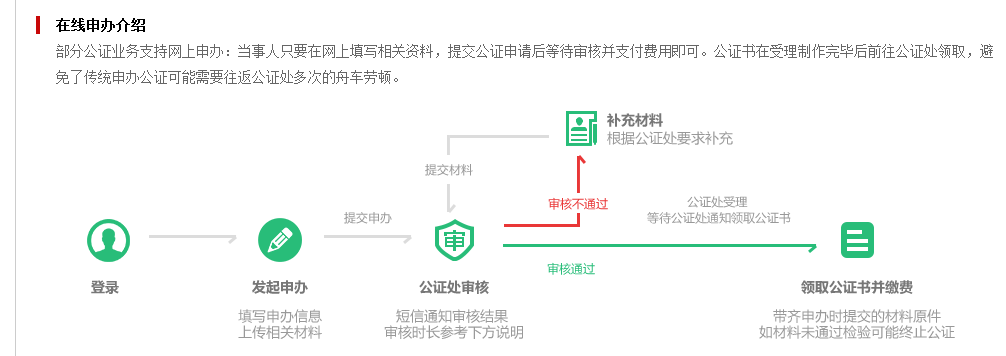 在线申办介绍
部分公证业务支持网上申办：当事人只要在网上填写相关资料，提交公证申请后等待审核并支付费用即可。公证书在受理制作完毕后前往公证处领取，避
免了传统申办公证可能需要往返公证处多次的舟车劳顿。
补充材料
根据公证处要求补充
提交材料
审核不通过
公证处受理
等待公证处通知领取公证书
提交申办
审
审核通过
登录
发起申办
公证处审核
领取公证书并缴费
填写申办信息
上传相关材料
短信通知审核结果
审核时长参考下方说明
带齐申办时提交的材料原件
如材料未通过检验可能终止公证